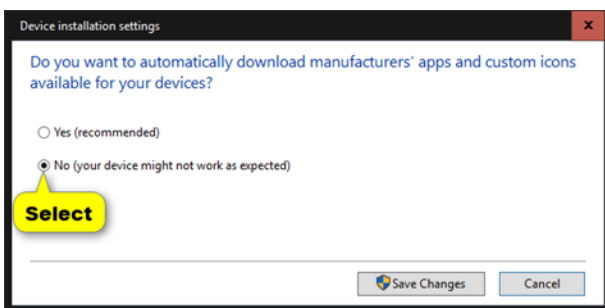 Device installation settings
x
Do you want to automatically download manufacturers' apps and custom icons
available for your devices?
Yes (recommended)
No (your device might not work as expected)
Select
Save Changes
Cancel